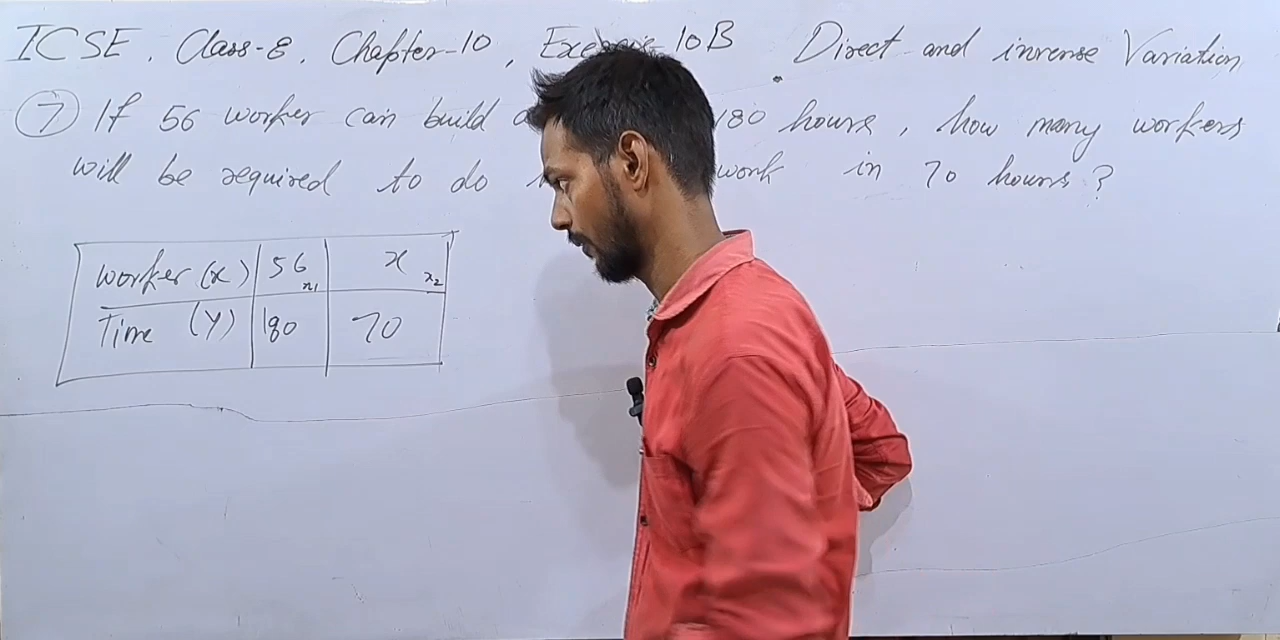 ICSE, Class-8, Chapter-10, 10B Direct and inverse Variation
7 If 56 worker can build 180 hours, how many workers
will be required to do work in 70 hours?
Worker (x) 56 x1 x x2
Time (y) 180 70